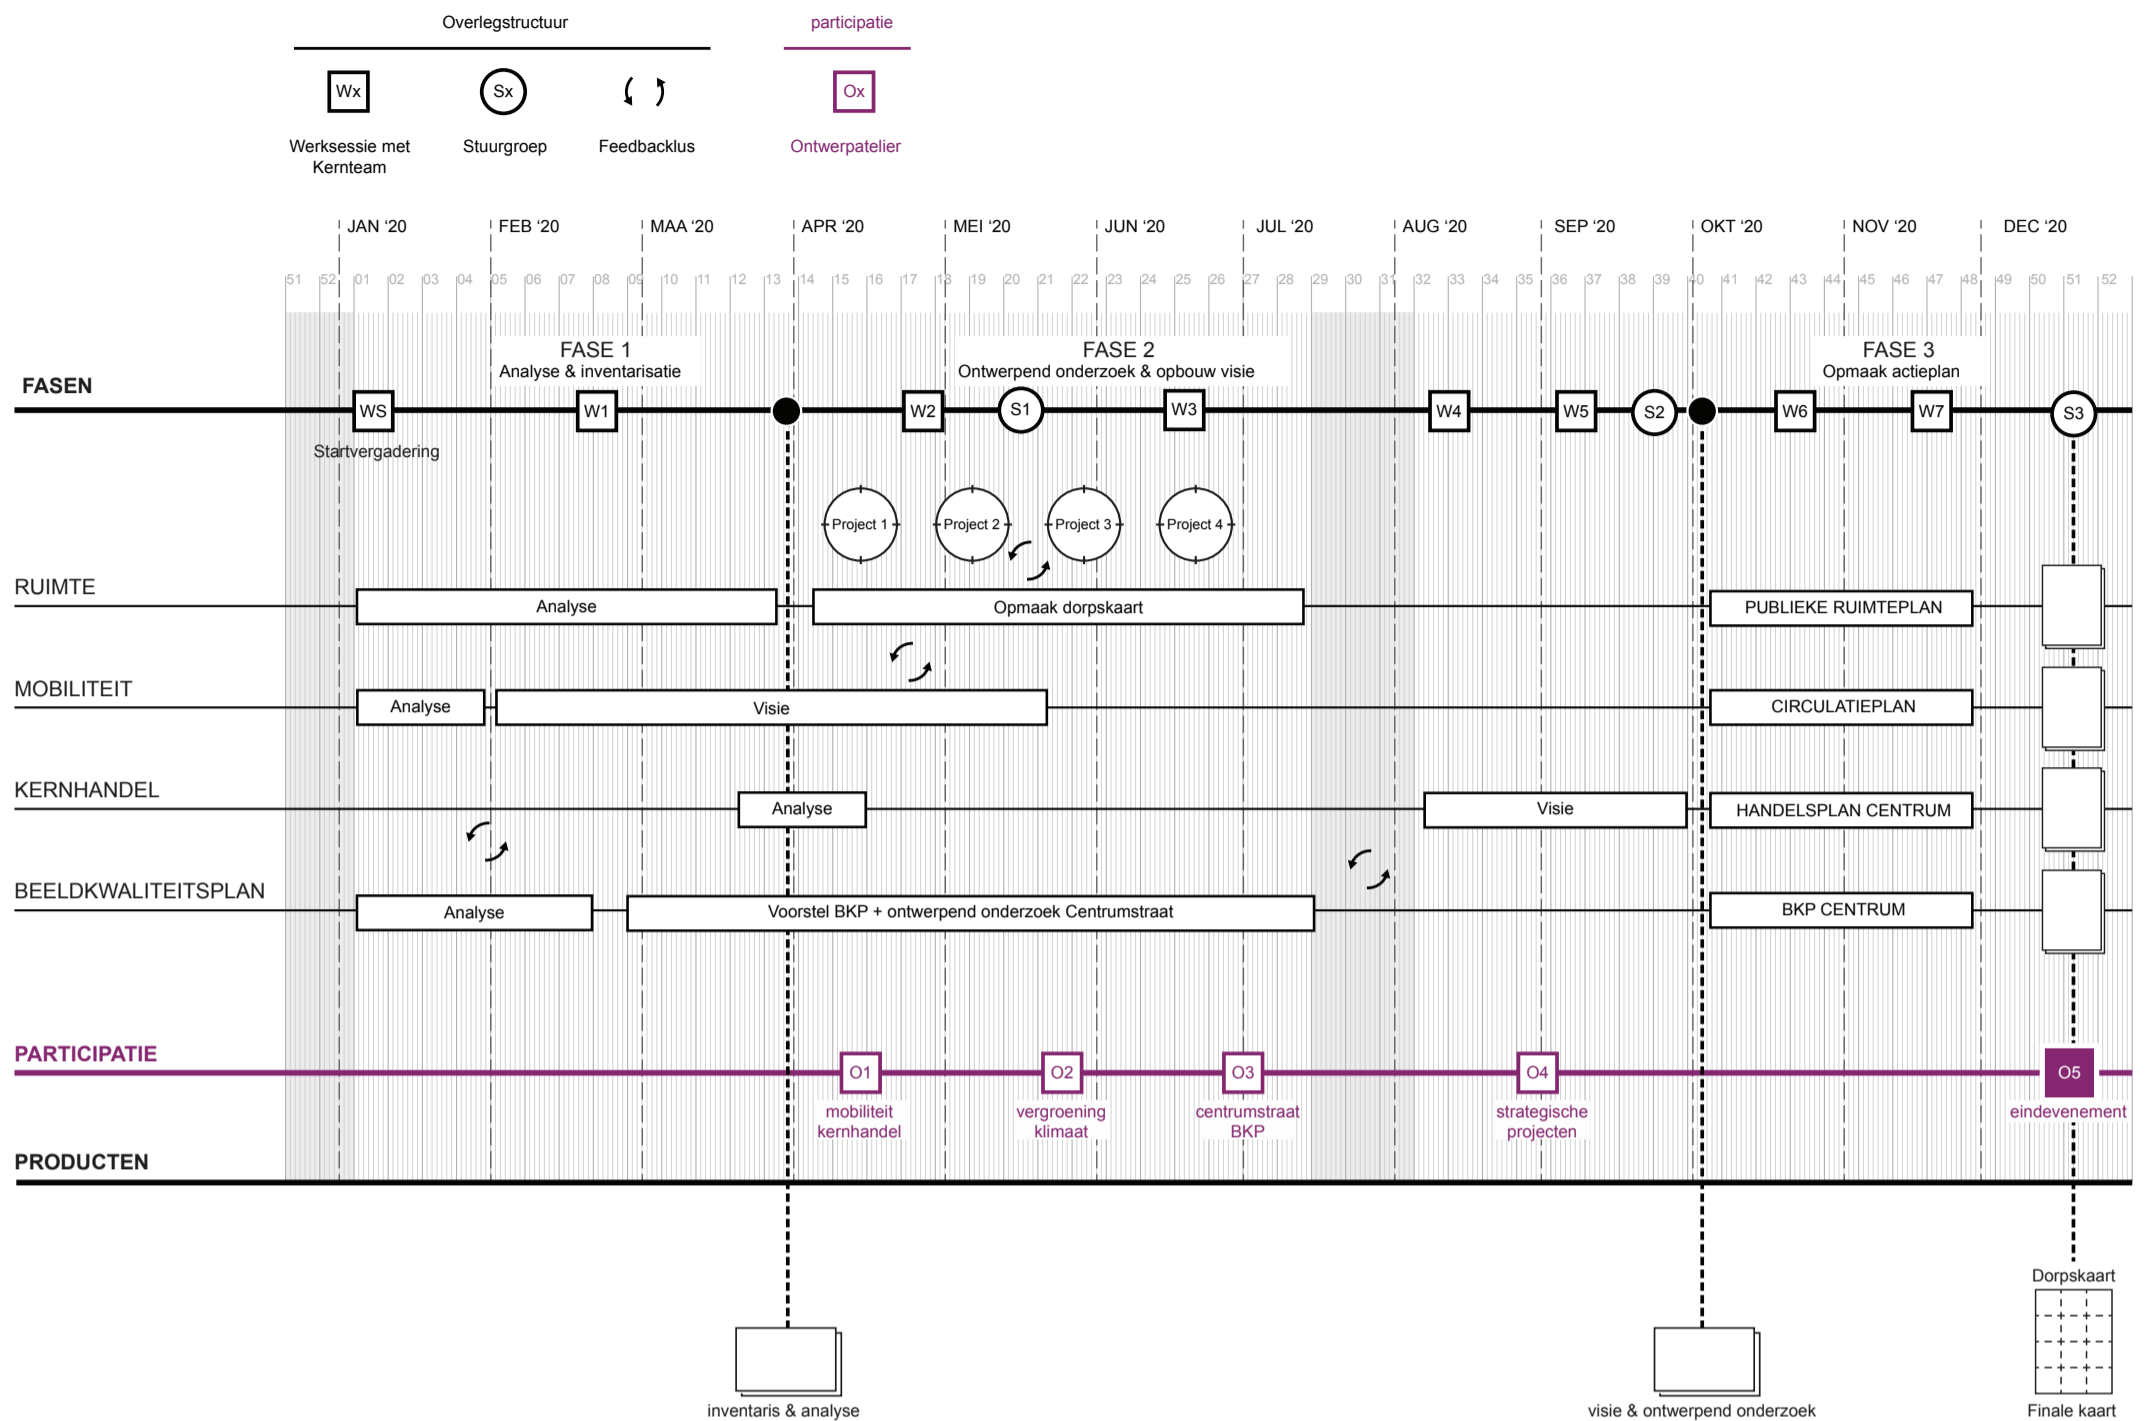 Overlegstructuur
participatie
Wx
Sx
Ox
Werksessie met
Kernteam
Stuurgroep
Feedbacklus
Ontwerpatelier
JAN ‘20 FEB ‘20 MAA ‘20 APR ‘20 MEI ‘20 JUN ‘20 JUL ‘20 AUG ‘20 SEP ‘20 OKT ‘20 NOV ‘20 DEC ‘20
51 52 01 02 03 04 05 06 07 08 09 10 11 12 13 14 15 16 17 18 19 20 21 22 23 24 25 26 27 28 29 30 31 32 33 34 35 36 37 38 39 40 41 42 43 44 45 46 47 48 49 50 51 52
FASE 1
Analyse & inventarisatie
FASE 2
Ontwerpend onderzoek & opbouw visie
FASE 3
Opmaak actieplan
FASEN
WS W1 W2 S1 W3 W4 W5 S2 W6 W7 S3
Startvergadering
Project 1 Project 2 Project 3 Project 4
RUIMTE
Analyse Opmaak dorpskaart PUBLIEKE RUIMTEPLAN
MOBILITEIT
Analyse Visie CIRCULATIEPLAN
KERNHANDEL
Analyse Visie HANDELSPLAN CENTRUM
BEELDKWALITEITSPLAN
Analyse Voorstel BKP + ontwerpend onderzoek Centrumstraat BKP CENTRUM
PARTICIPATIE
O1 O2 O3 O4 O5
mobiliteit
kernhandel
vergroening
klimaat
centrumstraat
BKP
strategische
projecten
eindevenement
PRODUCTEN
inventaris & analyse
visie & ontwerpend onderzoek
Dorpskaart
Finale kaart